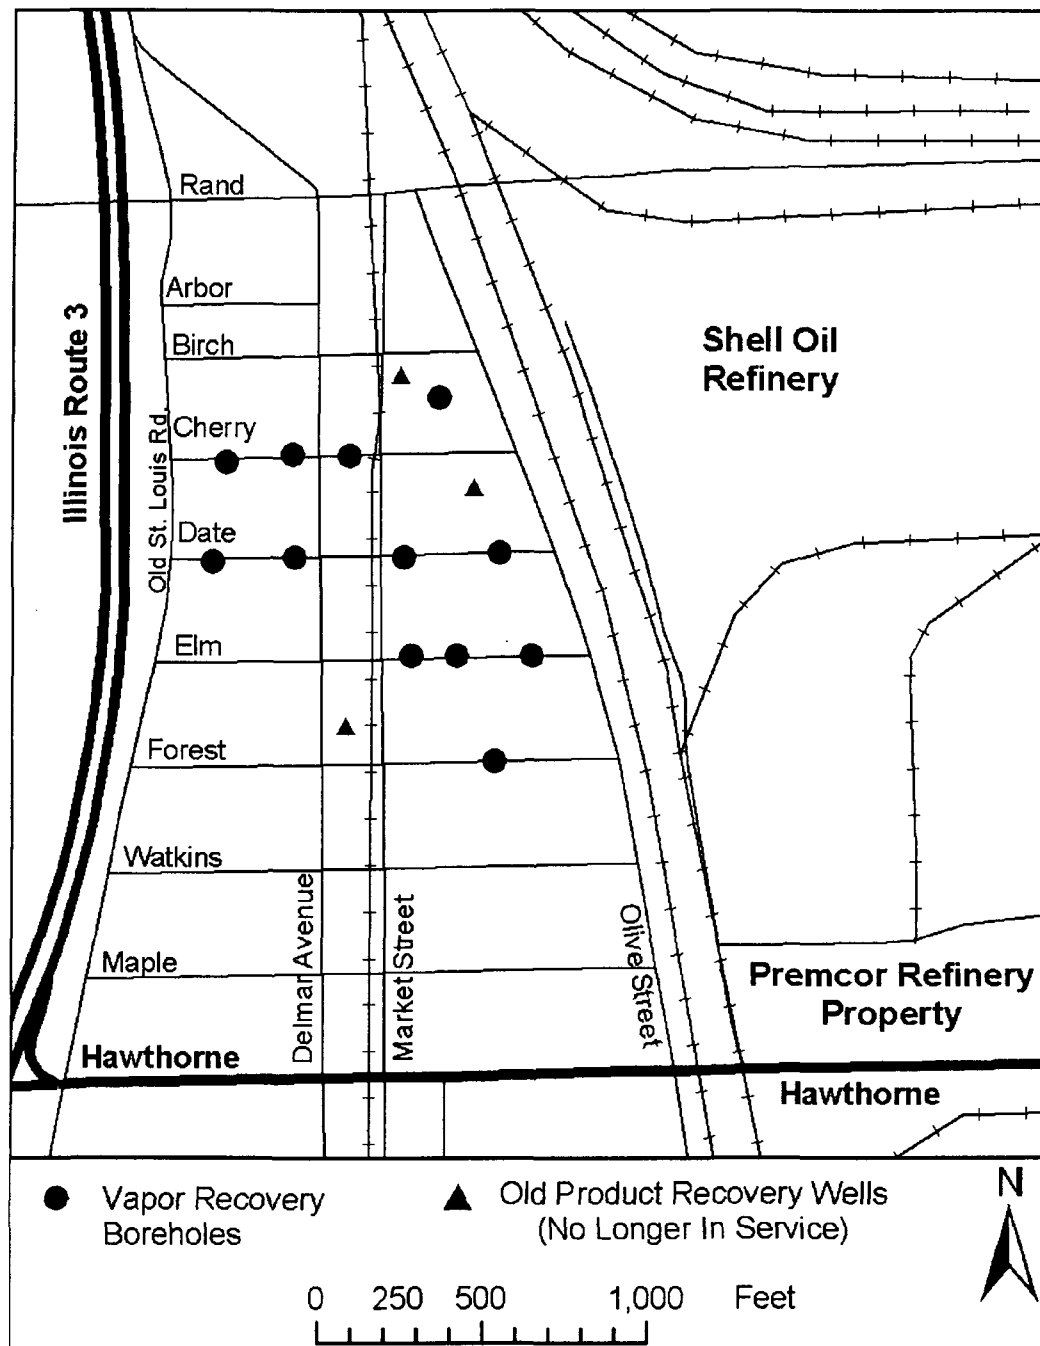 Rand
Arbor
Illinois Route 3
Birch
Shell Oil
Refinery
Old St. Louis Rd.
Cherry
Date
Elm
Forest
Watkins
Delmar Avenue
Market Street
Olive Street
Maple
Premcor Refinery
Property
Hawthorne
Hawthorne
Vapor Recovery
Boreholes
Old Product Recovery Wells
(No Longer In Service)
N
0 250 500 1,000 Feet